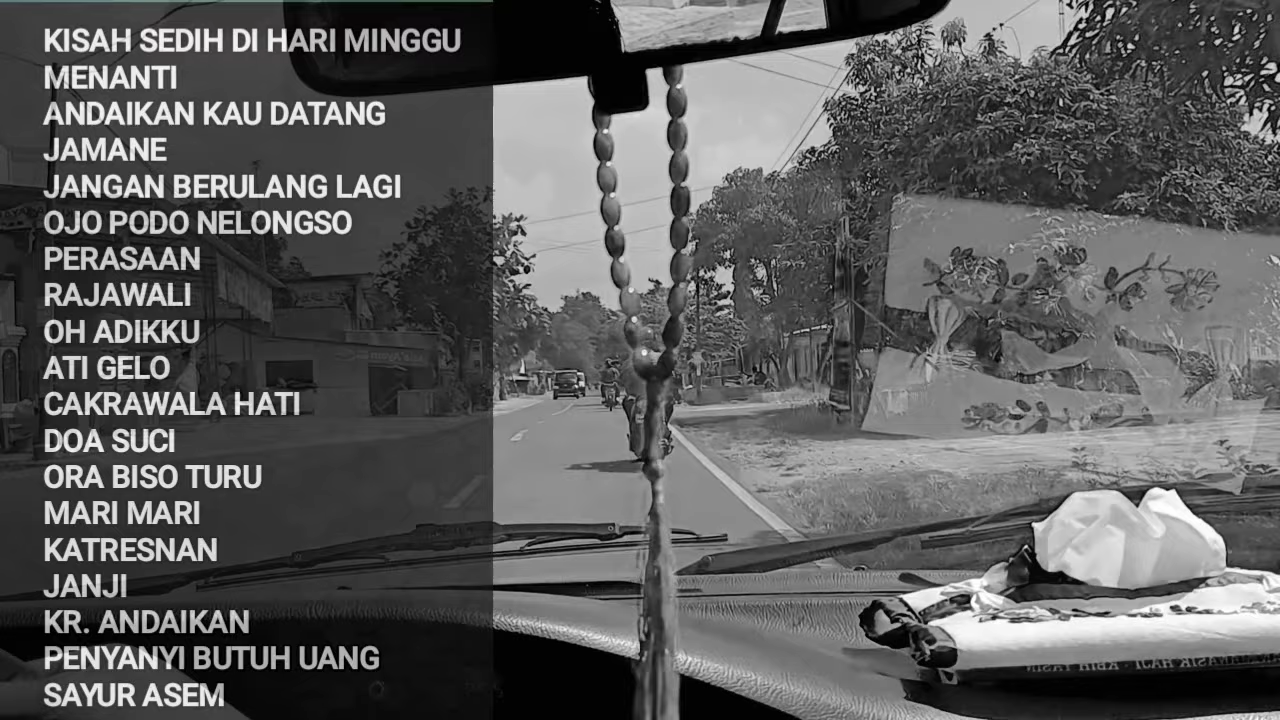 KISAH SEDIH DI HARI MINGGU
MENANTI
ANDAIKAN KAU DATANG
JAMANE
JANGAN BERULANG LAGI
OJO PODO NELONGSO
PERASAAN
RAJAWALI
OH ADIKKU
ATI GELO
CAKRAWALA HATI
DOA SUCI
ORA BISO TURU
MARI MARI
KATRESNAN
JANJI
KR. ANDAIKAN
PENYANYI BUTUH UANG
SAYUR ASEM